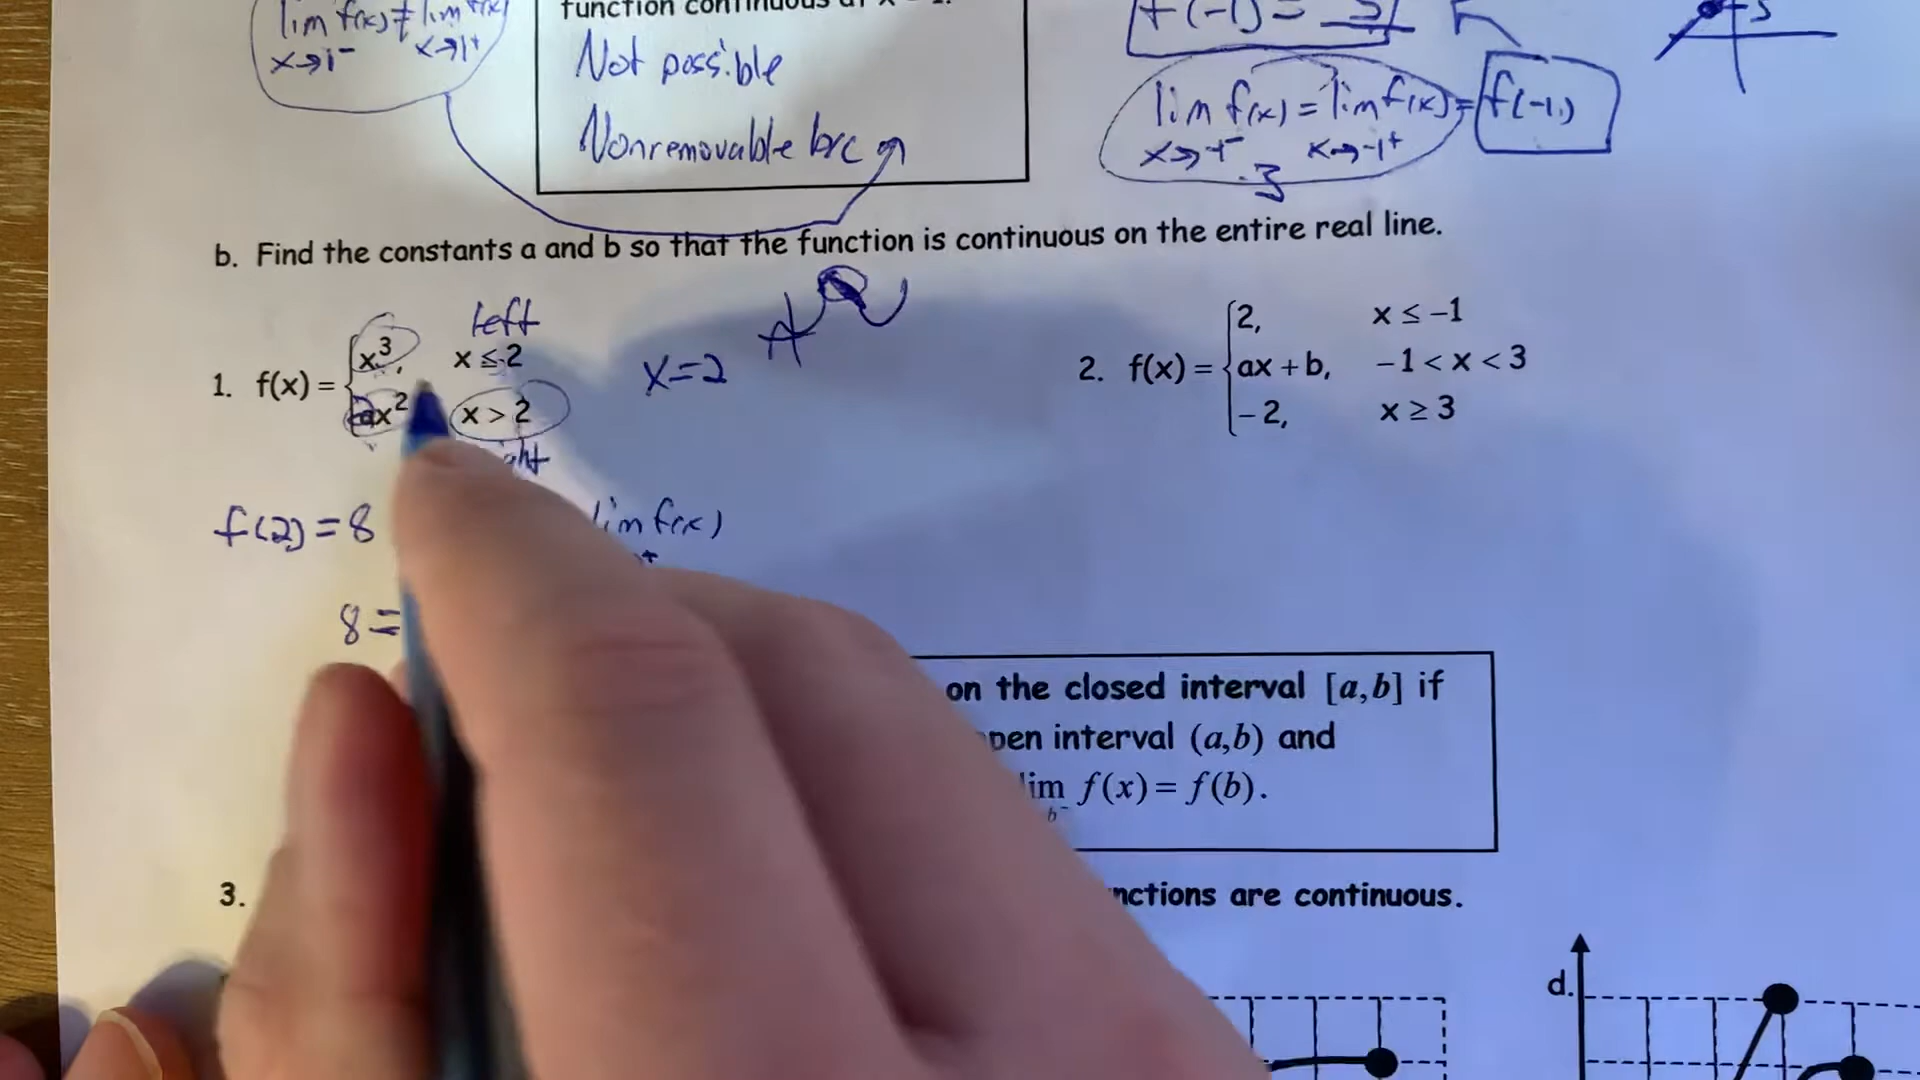 lim f(x) ≠ lim f(x)
x→1⁻ x→1⁺
function continuous at x = 1.
Not possible
Nonremovable b/c
f(-1) = 3
3
lim f(x) = lim f(x) = f(-1)
x→-1⁻ x→-1⁺
3
b. Find the constants a and b so that the function is continuous on the entire real line.
left
1. f(x) = { x³, x ≤ 2
ax², x > 2
x=2
2. f(x) = { 2, x ≤ −1
ax + b, −1 < x < 3
−2, x ≥ 3
f(2) = 8
lim f(x)
8 =
on the closed interval [a,b] if
open interval (a,b) and
lim f(x) = f(b).
b⁻
3.
functions are continuous.
d.